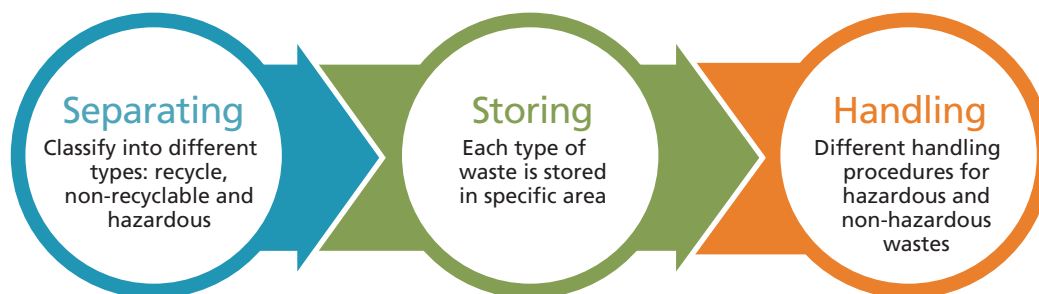 Separating
Classify into different
types: recycle,
non-recyclable and
hazardous
Storing
Each type of
waste is stored
in specific area
Handling
Different handling
procedures for
hazardous and
non-hazardous
wastes